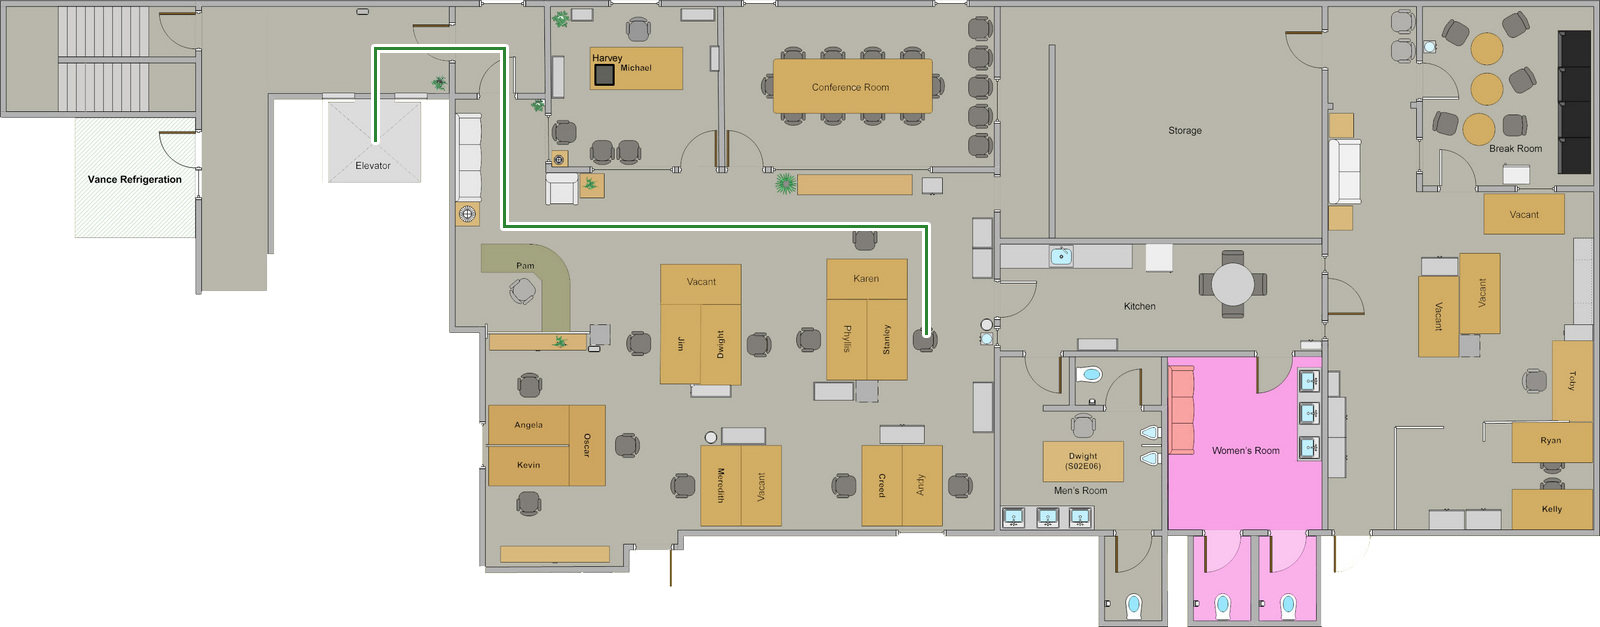 Harvey
Michael
Conference Room
Storage
Break Room
Elevator
Vance Refrigeration
Vacant
Pam
Vacant
Karen
Jim
Dwight
Phyllis
Stanley
Kitchen
Vacant
Vacant
Toby
Angela
Kevin
Oscar
Meredith
Vacant
Creed
Andy
Dwight
(S02E06)
Men's Room
Women's Room
Ryan
Kelly